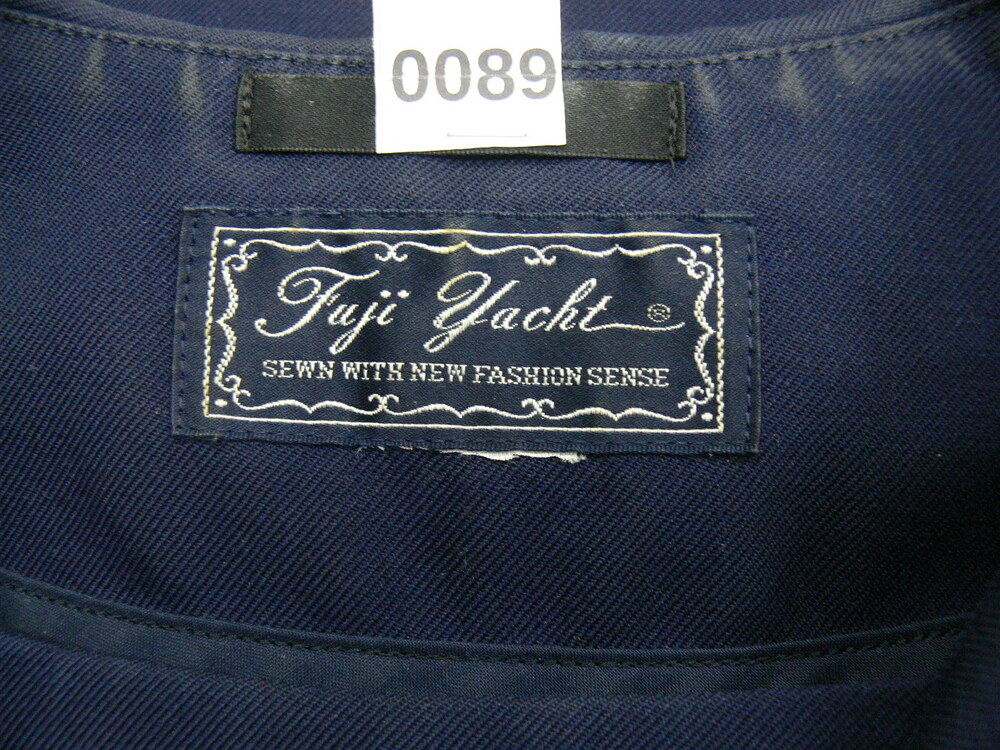 0089
Fuji Yacht ®
SEWN WITH NEW FASHION SENSE